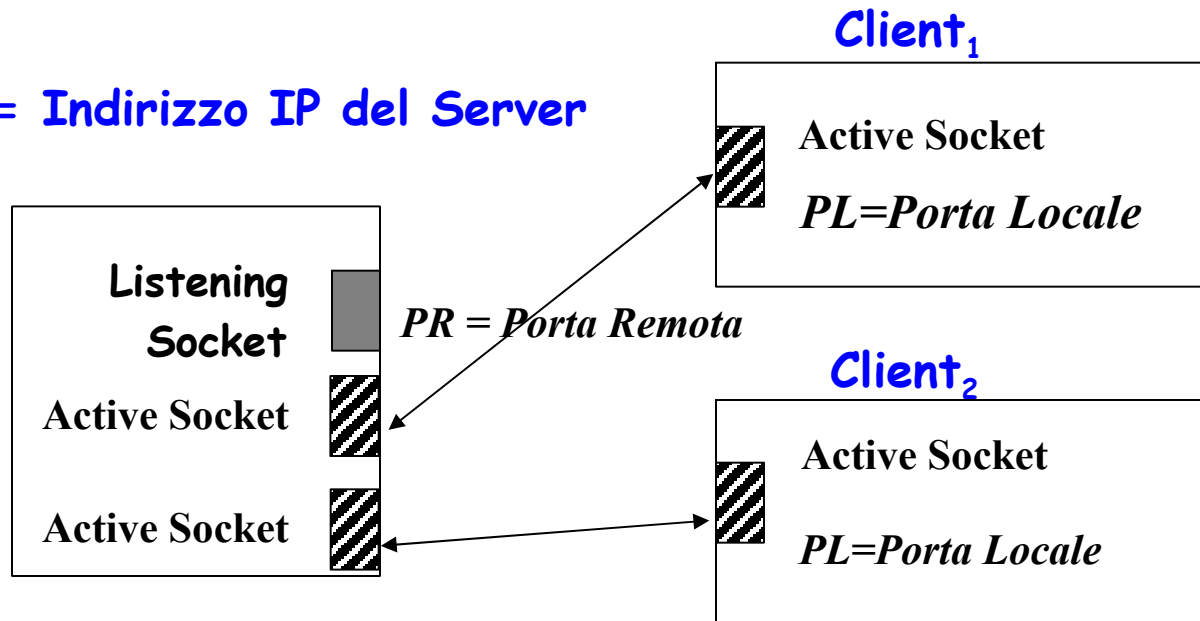 Client₁
= Indirizzo IP del Server
Active Socket
PL=Porta Locale
Listening
Socket
PR = Porta Remota
Active Socket
Active Socket
Client₂
Active Socket
PL=Porta Locale